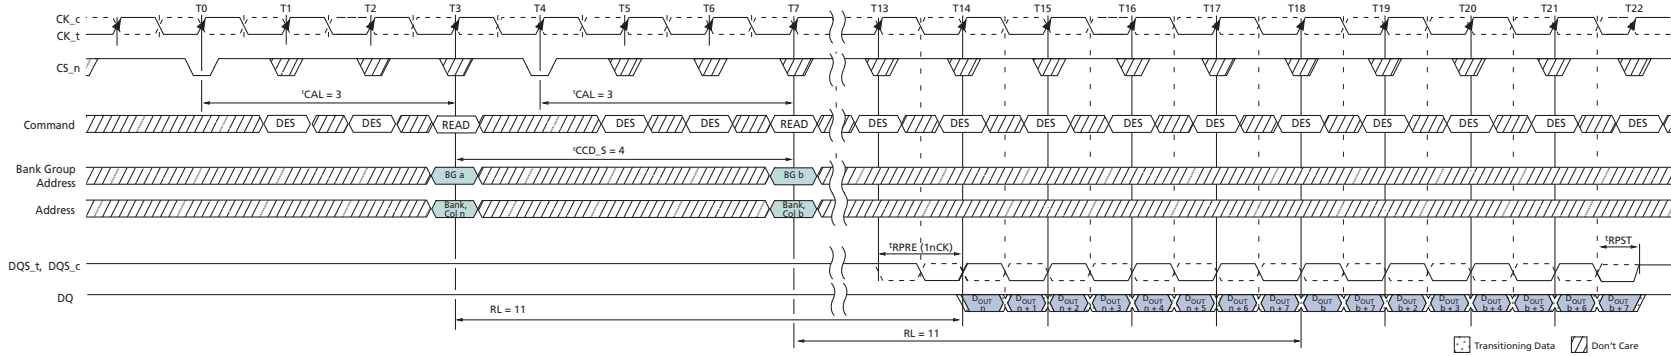 T0 T1 T2 T3 T4 T5 T6 T7 T13 T14 T15 T16 T17 T18 T19 T20 T21 T22
CK_c
CK_t
CS_n
tCAL = 3 tCAL = 3
Command DES DES READ DES DES READ DES DES DES DES DES DES DES DES DES DES
tCCD_S = 4
Bank Group
Address
BG a BG b
Address
Bank,
Col n
Bank,
Col b
tRPRE (1nCK) tRPST
DQS_t, DQS_c
DQ
DOUT n
DOUT n + 1
DOUT n + 2
DOUT n + 3
DOUT n + 4
DOUT n + 5
DOUT n + 6
DOUT n + 7
DOUT b
DOUT b + 7
DOUT b + 2
DOUT b + 3
DOUT b + 4
DOUT b + 5
DOUT b + 6
DOUT b + 7
RL = 11
RL = 11
Transitioning Data Don't Care